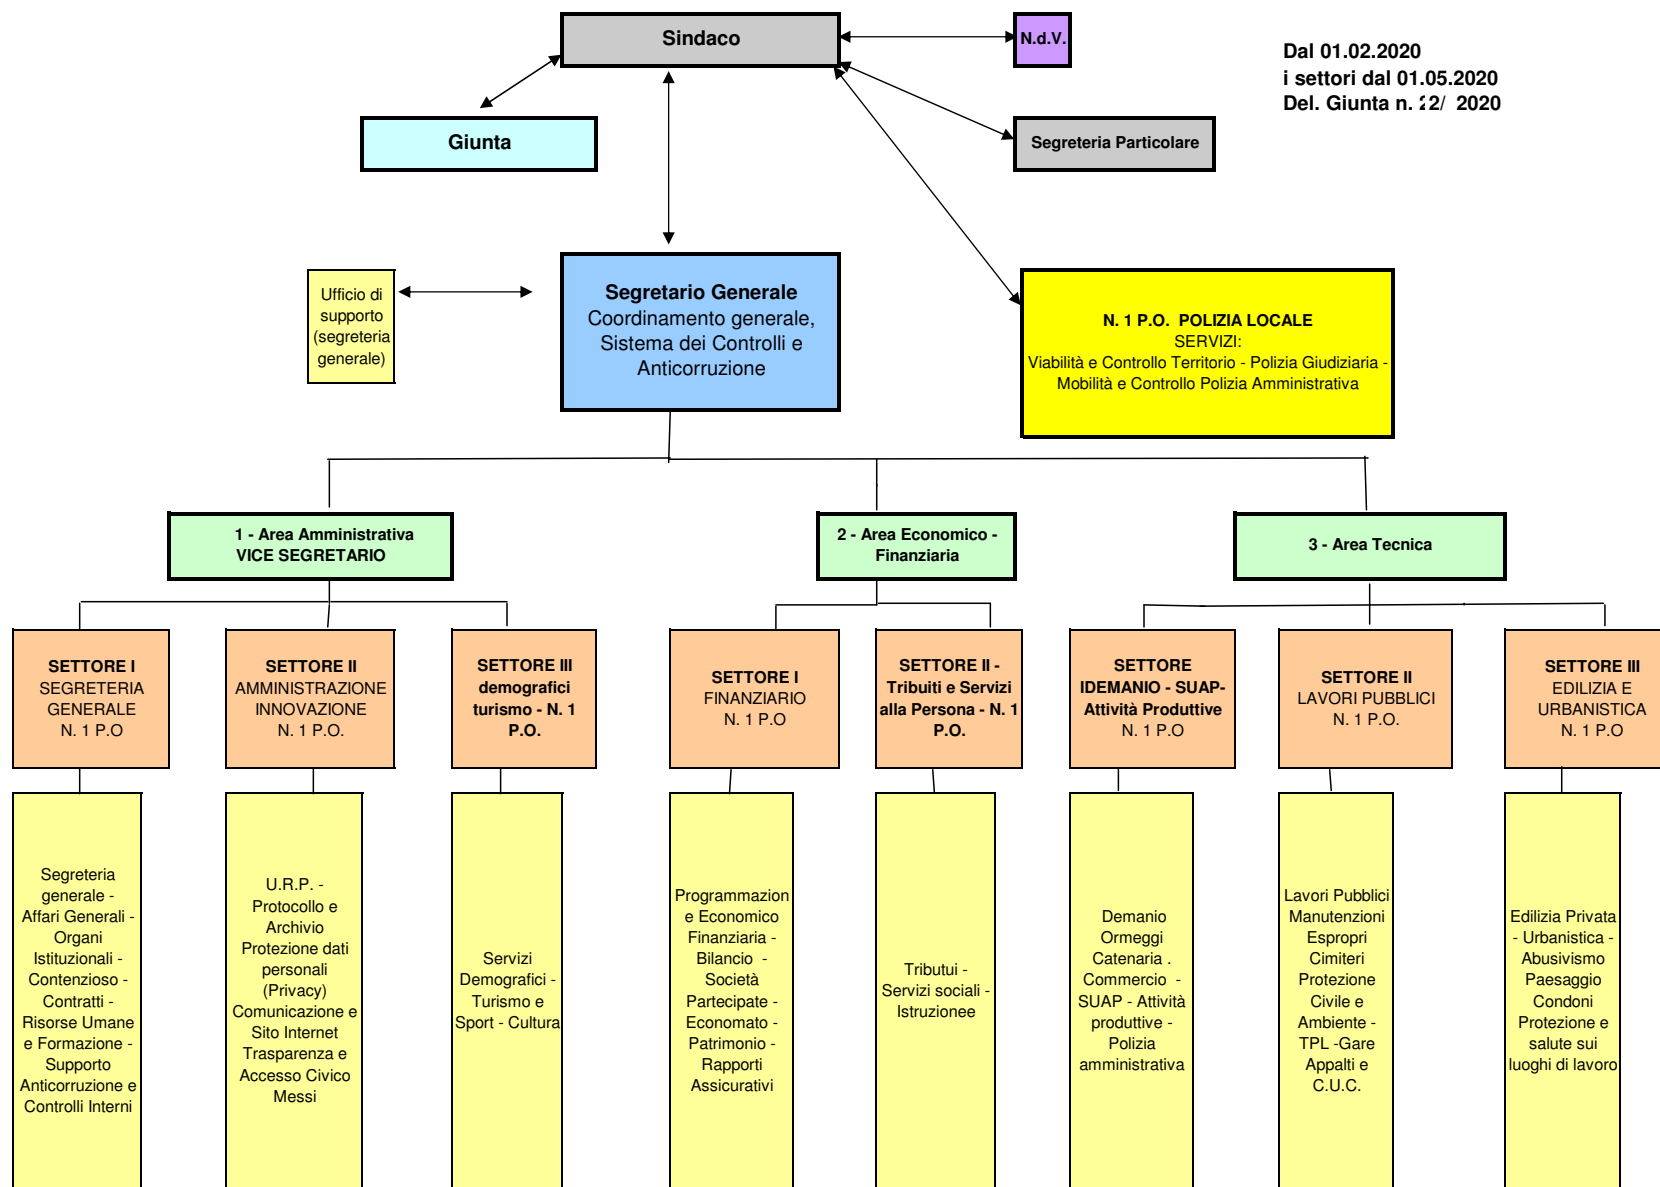 Sindaco
N.d.V.
Dal 01.02.2020
i settori dal 01.05.2020
Del. Giunta n. 22/ 2020
Giunta
Segreteria Particolare
Ufficio di
supporto
(segreteria
generale)
Segretario Generale
Coordinamento generale,
Sistema dei Controlli e
Anticorruzione
N. 1 P.O. POLIZIA LOCALE
SERVIZI:
Viabilità e Controllo Territorio - Polizia Giudiziaria -
Mobilità e Controllo Polizia Amministrativa
1 - Area Amministrativa
VICE SEGRETARIO
2 - Area Economico -
Finanziaria
3 - Area Tecnica
SETTORE I
SEGRETERIA
GENERALE
N. 1 P.O
SETTORE II
AMMINISTRAZIONE
INNOVAZIONE
N. 1 P.O.
SETTORE III
demografici
turismo - N. 1
P.O.
SETTORE I
FINANZIARIO
N. 1 P.O
SETTORE II -
Tribuiti e Servizi
alla Persona - N. 1
P.O.
SETTORE
IDEMANIO - SUAP-
Attività Produttive
N. 1 P.O
SETTORE II
LAVORI PUBBLICI
N. 1 P.O.
SETTORE III
EDILIZIA E
URBANISTICA
N. 1 P.O
Segreteria
generale -
Affari Generali -
Organi
Istituzionali -
Contenzioso -
Contratti -
Risorse Umane
e Formazione -
Supporto
Anticorruzione e
Controlli Interni
U.R.P. -
Protocollo e
Archivio
Protezione dati
personali
(Privacy)
Comunicazione e
Sito Internet
Trasparenza e
Accesso Civico
Messi
Servizi
Demografici -
Turismo e
Sport - Cultura
Programmazion
e Economico
Finanziaria -
Bilancio -
Società
Partecipate -
Economato -
Patrimonio -
Rapporti
Assicurativi
Tributui -
Servizi sociali -
Istruzionee
Demanio
Ormeggi
Catenaria .
Commercio -
SUAP - Attività
produttive -
Polizia
amministrativa
Lavori Pubblici
Manutenzioni
Espropri
Cimiteri
Protezione
Civile e
Ambiente -
TPL -Gare
Appalti e
C.U.C.
Edilizia Privata
- Urbanistica -
Abusivismo
Paesaggio
Condoni
Protezione e
salute sui
luoghi di lavoro